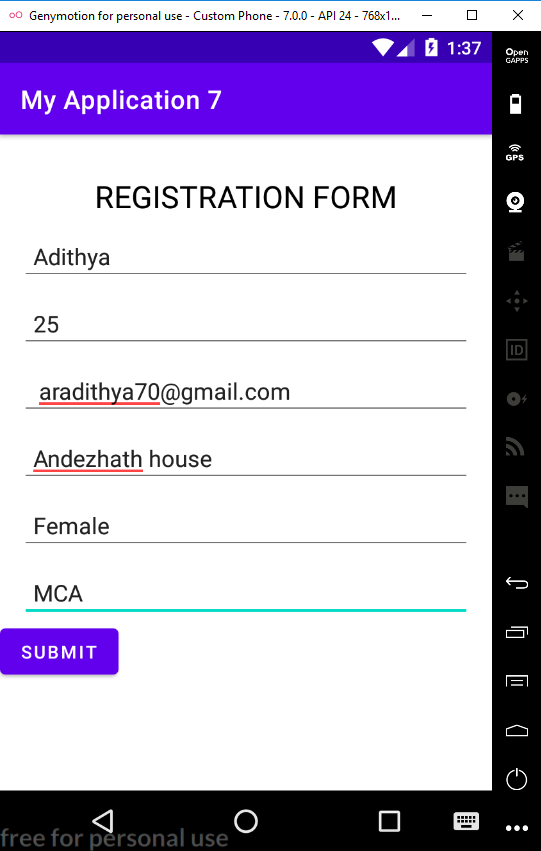 Genymotion for personal use - Custom Phone - 7.0.0 - API 24 - 768x1...
1:37
Open
GAPPS
My Application 7
GPS
REGISTRATION FORM
Adithya
25
ID
aradithya70@gmail.com
Andezhath house
Female
MCA
SUBMIT
free for personal use